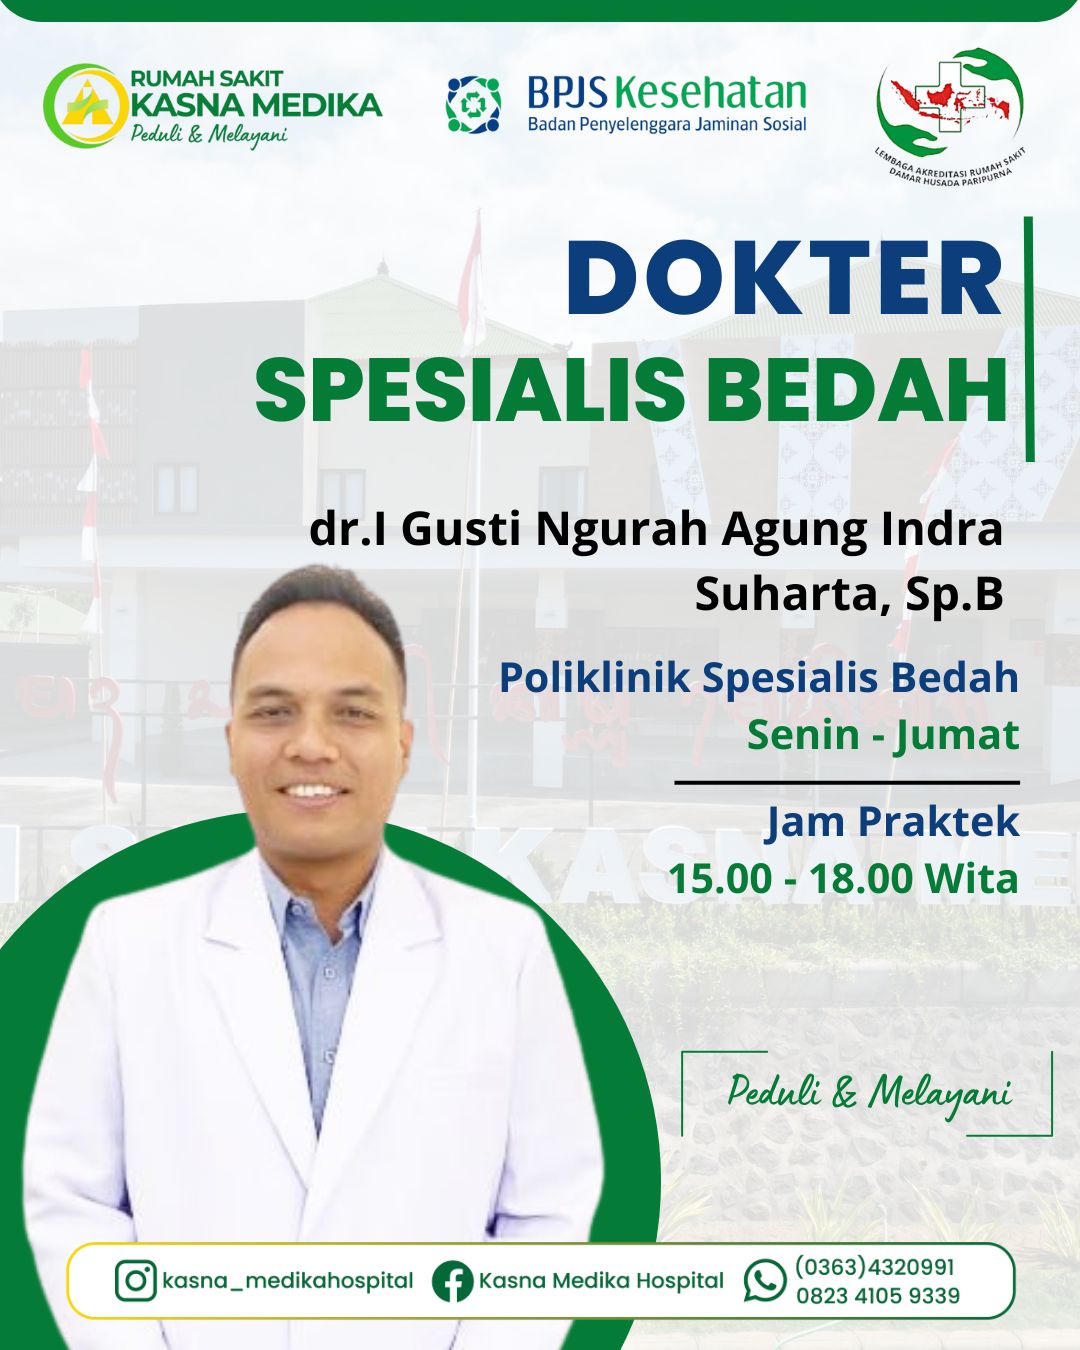 RUMAH SAKIT
KASNA MEDIKA
Peduli & Melayani
BPJS Kesehatan
Badan Penyelenggara Jaminan Sosial
LEMBAGA AKREDITASI RUMAH SAKIT
DAMAR HUSADA PARIPURNA
DOKTER
SPESIALIS BEDAH
dr.I Gusti Ngurah Agung Indra
Suharta, Sp.B
Poliklinik Spesialis Bedah
Senin - Jumat
Jam Praktek
15.00 - 18.00 Wita
KASNA ME
Peduli & Melayani
kasna_medikahospital
Kasna Medika Hospital
(0363)4320991
0823 4105 9339